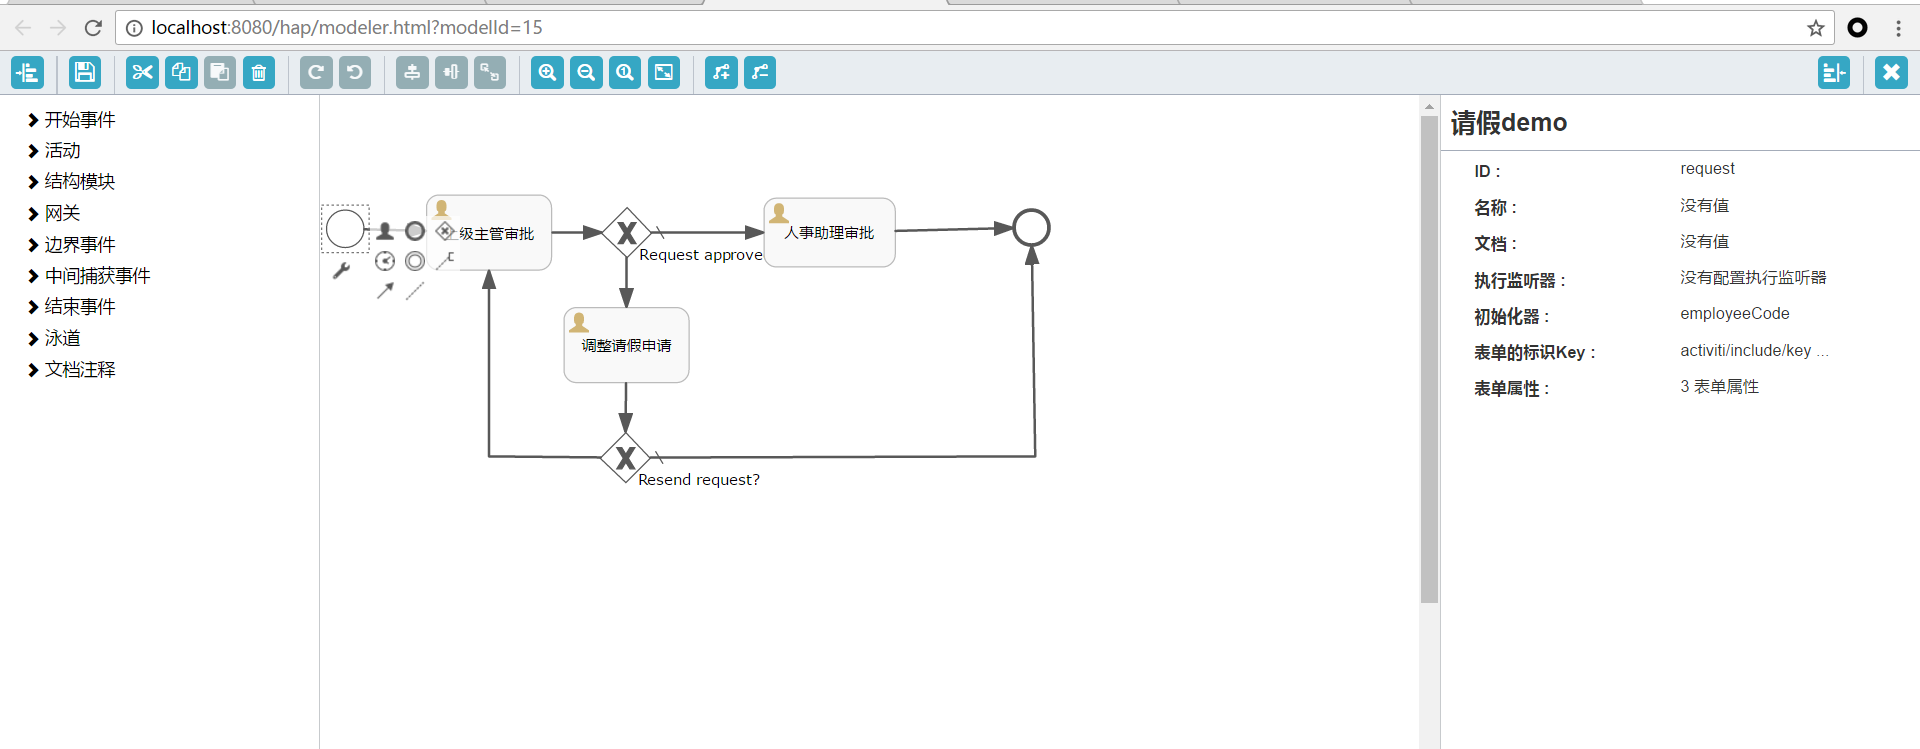 localhost:8080/hap/modeler.html?modelId=15
开始事件
活动
结构模块
网关
边界事件
中间捕获事件
结束事件
泳道
文档注释
级主管审批
Request approve
人事助理审批
调整请假申请
Resend request?
请假demo
ID : request
名称 : 没有值
文档 : 没有值
执行监听器 : 没有配置执行监听器
初始化器 : employeeCode
表单的标识Key : activiti/include/key ...
表单属性 : 3 表单属性